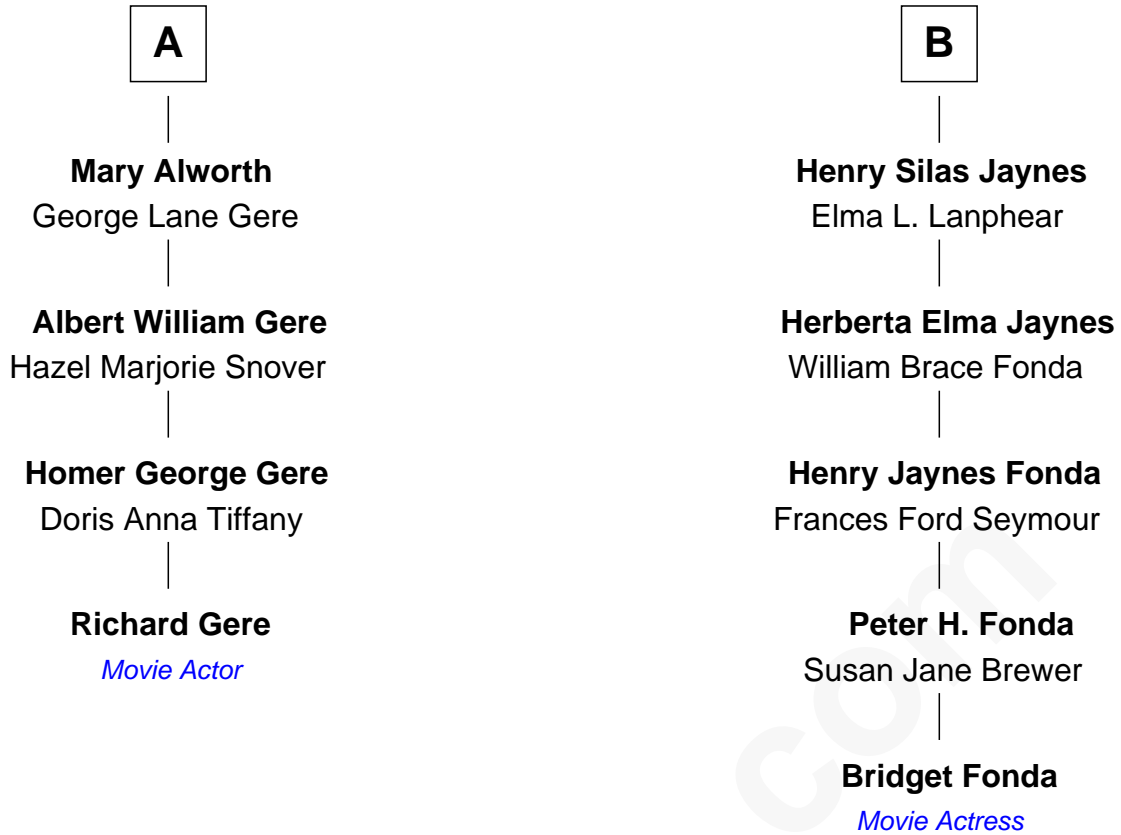 A
Mary Alworth
George Lane Gere
Albert William Gere
Hazel Marjorie Snover
Homer George Gere
Doris Anna Tiffany
Richard Gere
Movie Actor
B
Henry Silas Jaynes
Elma L. Lanphear
Herberta Elma Jaynes
William Brace Fonda
Henry Jaynes Fonda
Frances Ford Seymour
Peter H. Fonda
Susan Jane Brewer
Bridget Fonda
Movie Actress
com